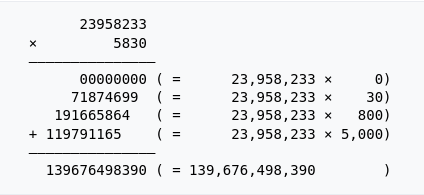 23958233
× 5830
———————————————
00000000 ( = 23,958,233 × 0)
71874699 ( = 23,958,233 × 30)
191665864 ( = 23,958,233 × 800)
+ 119791165 ( = 23,958,233 × 5,000)
———————————————
139676498390 ( = 139,676,498,390 )